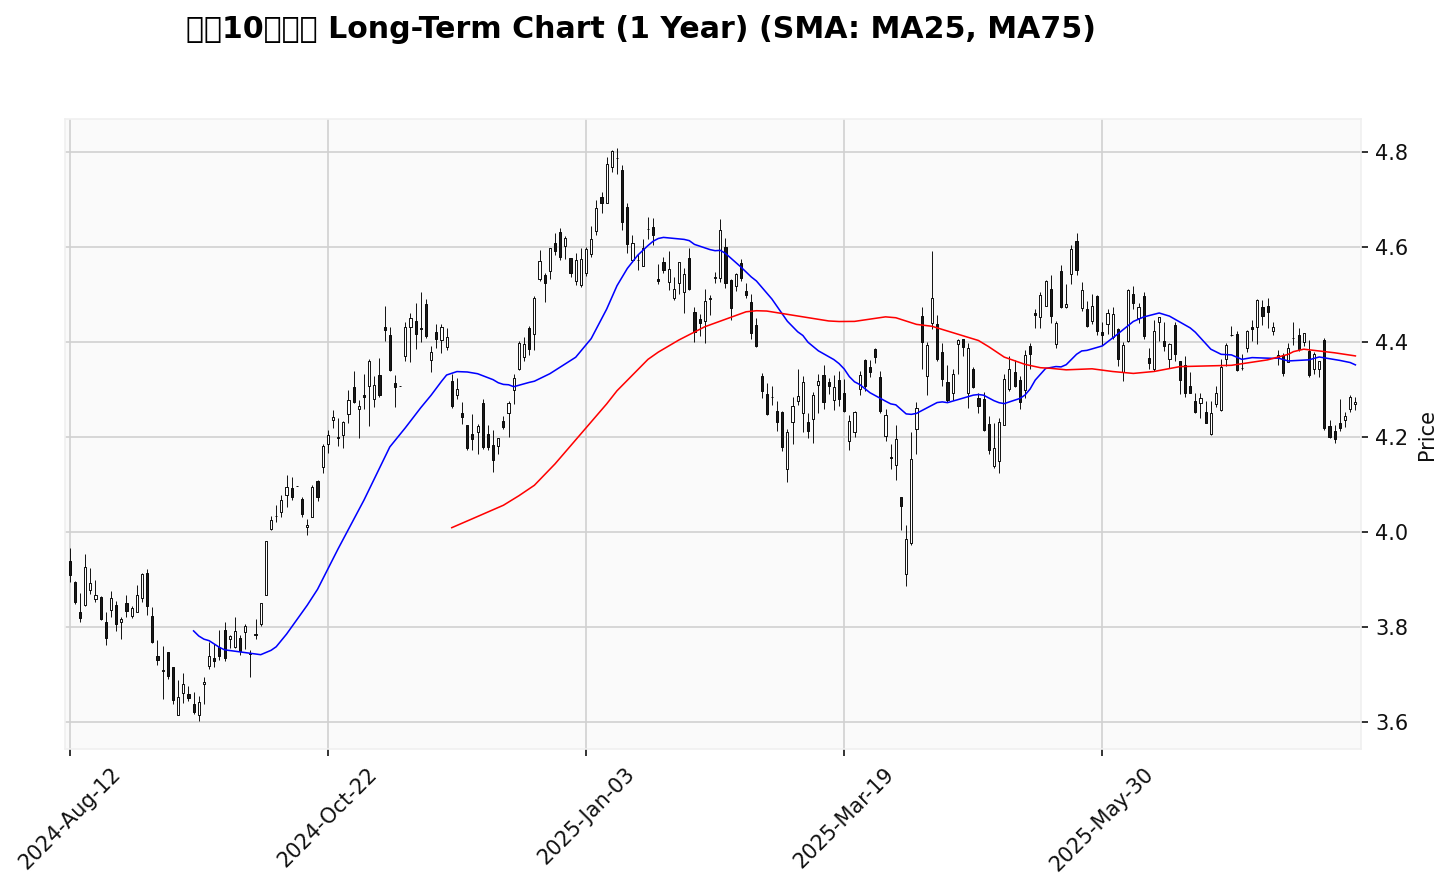 10 Long-Term Chart (1 Year) (SMA: MA25, MA75)
4.8
4.6
4.4
4.2
4.0
3.8
3.6
Price
2024-Aug-12
2024-Oct-22
2025-Jan-03
2025-Mar-19
2025-May-30